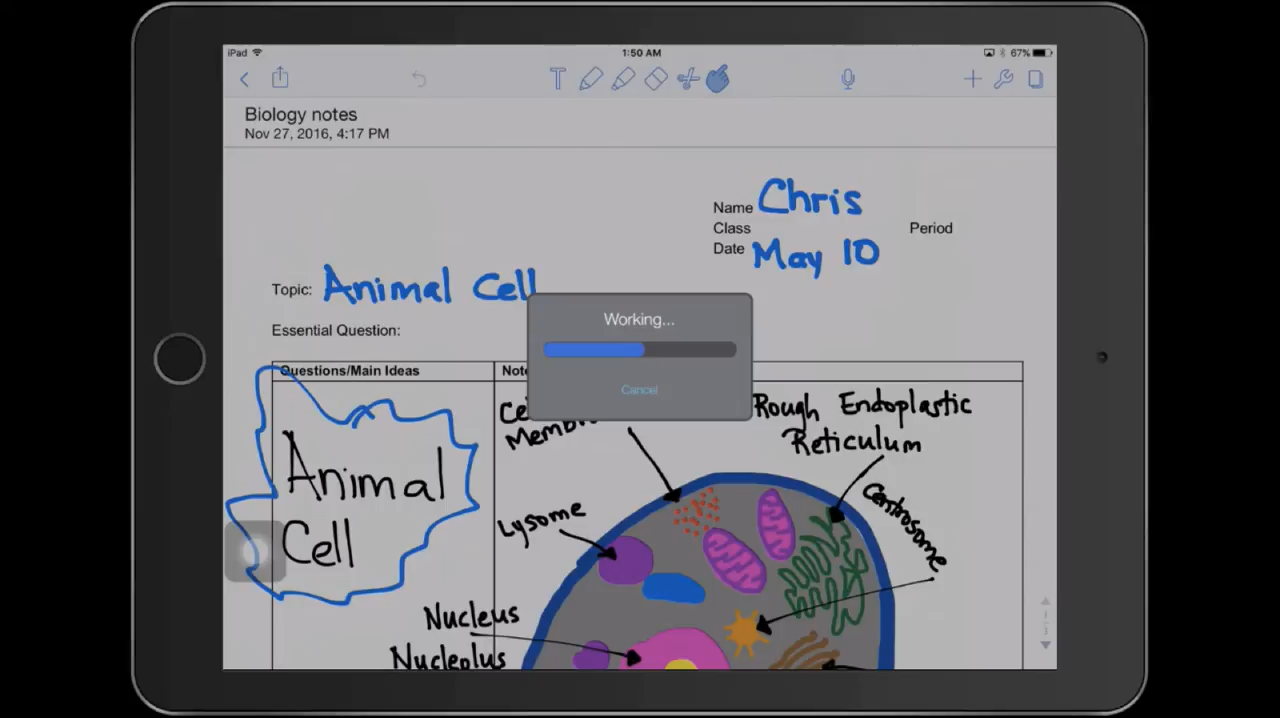 iPad 1:50 AM 67%
T
Biology notes
Nov 27, 2016, 4:17 PM
Name Chris
Class Period
Date May 10
Topic: Animal Cell
Essential Question:
Working...
Cancel
Questions/Main Ideas
Animal
Cell
Rough Endoplastic
Reticulum
Centrosome
Lysome
Nucleus
Nucleplus